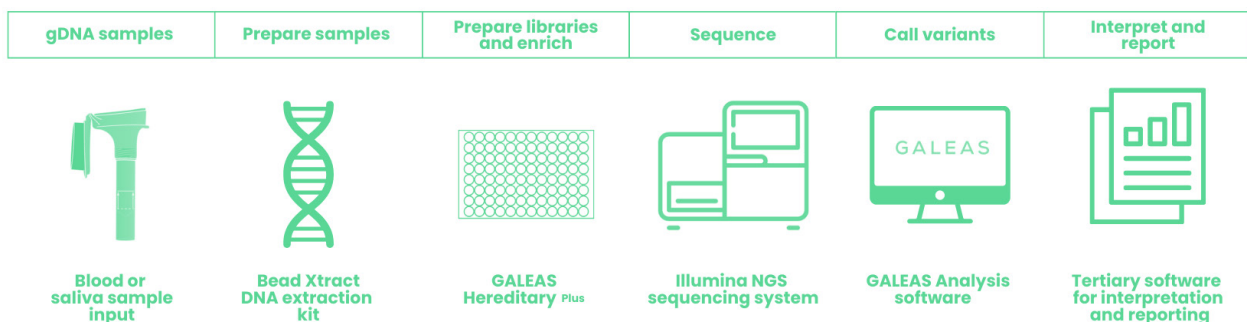 gDNA samples
Prepare samples
Prepare libraries
and enrich
Sequence
Call variants
Interpret and
report
GALEAS
Blood or
saliva sample
input
Bead Xtract
DNA extraction
kit
GALEAS
Hereditary Plus
Illumina NGS
sequencing system
GALEAS Analysis
software
Tertiary software
for interpretation
and reporting